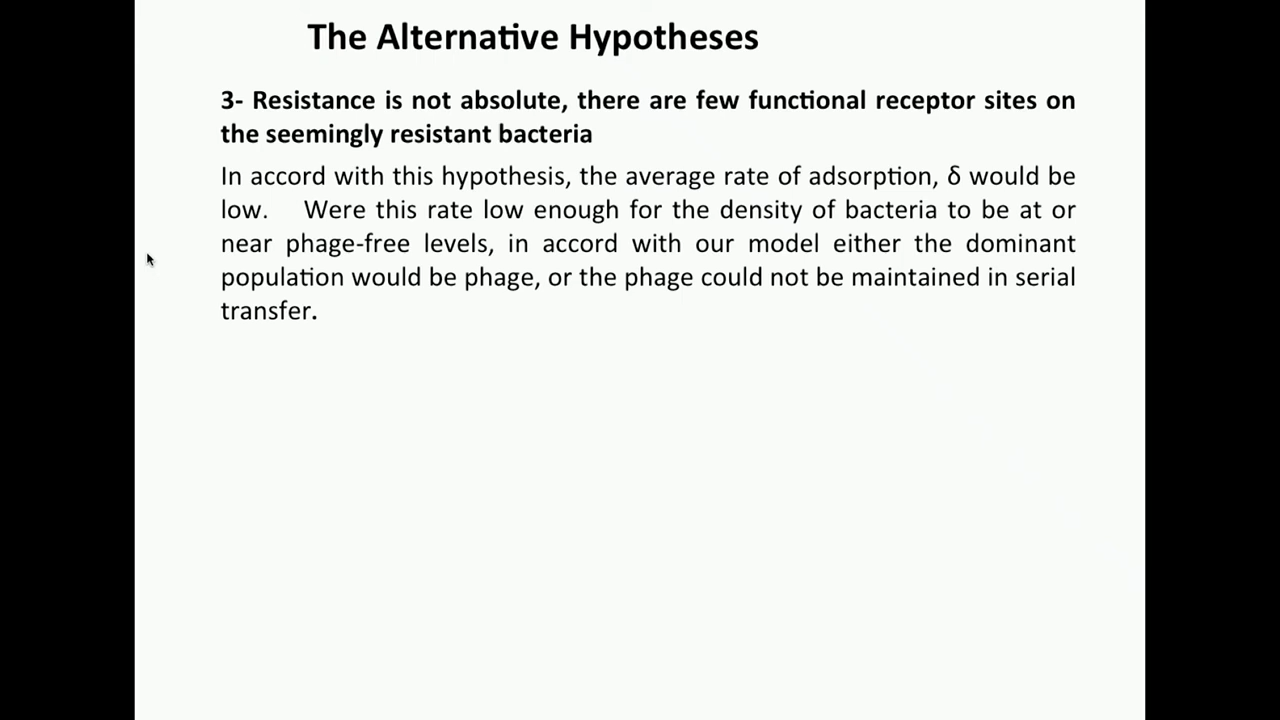 The Alternative Hypotheses
3- Resistance is not absolute, there are few functional receptor sites on
the seemingly resistant bacteria
In accord with this hypothesis, the average rate of adsorption, δ would be
low. Were this rate low enough for the density of bacteria to be at or
near phage-free levels, in accord with our model either the dominant
population would be phage, or the phage could not be maintained in serial
transfer.